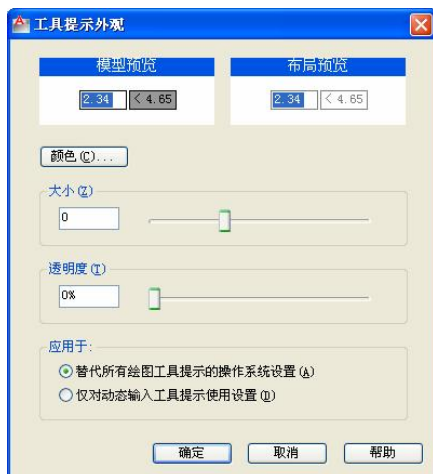 工具提示外观
模型预览 布局预览
2.34 < 4.65 2.34 < 4.65
颜色(C)...
大小(Z)
0
透明度(T)
0%
应用于:
替代所有绘图工具提示的操作系统设置(A)
仅对动态输入工具提示使用设置(D)
确定 取消 帮助